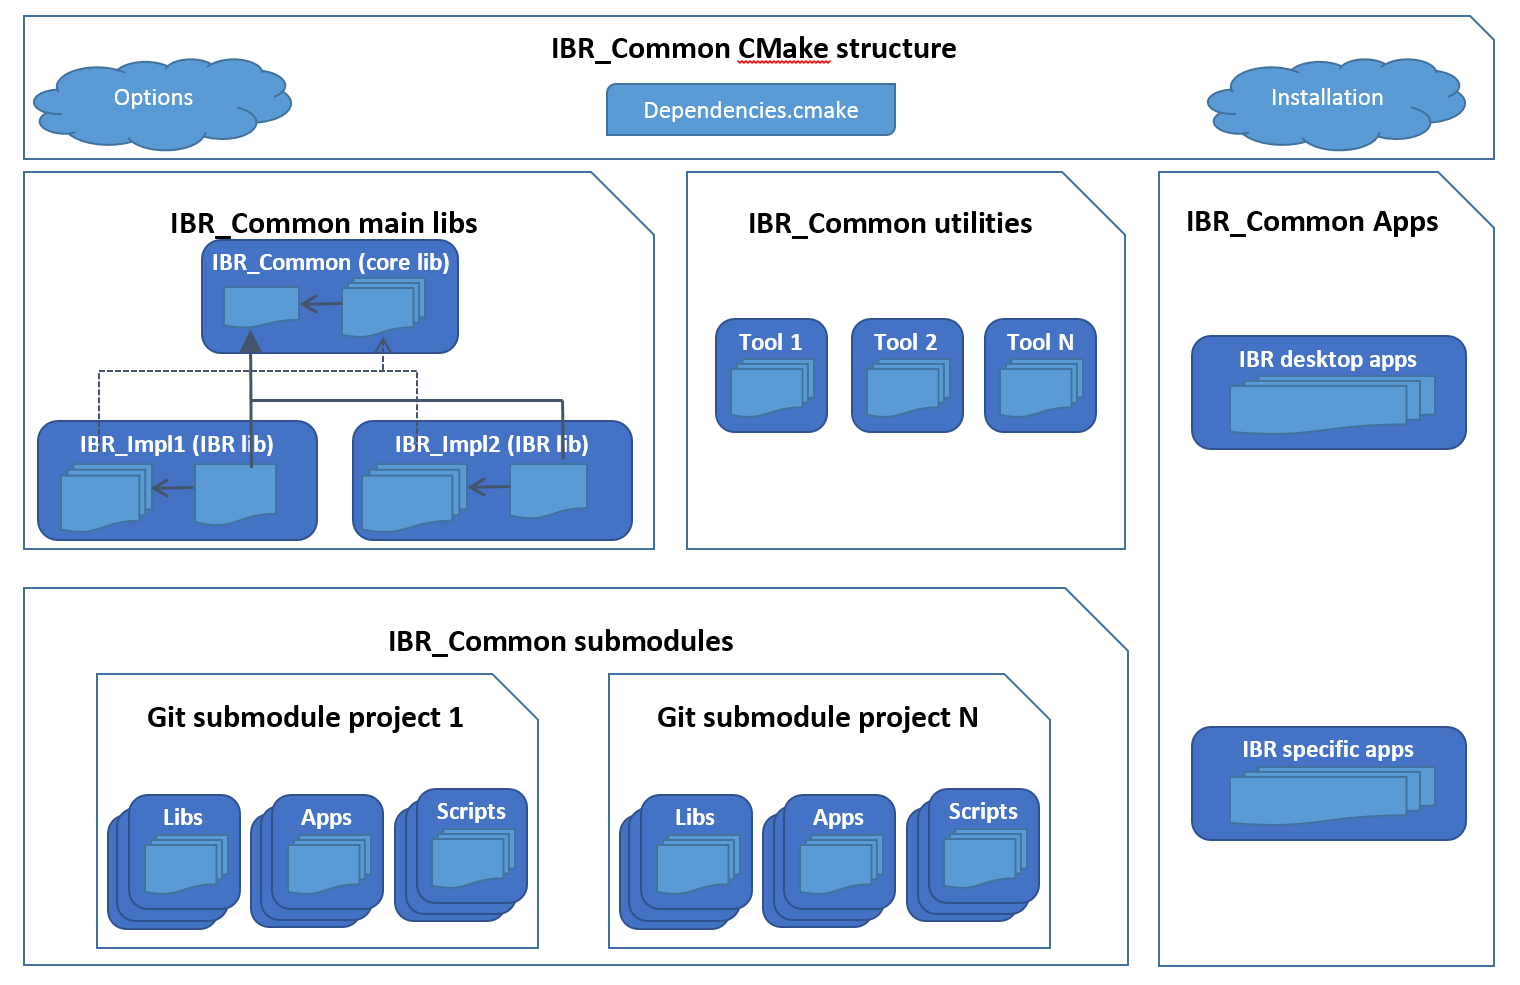 IBR_Common CMake structure
Options
Dependencies.cmake
Installation
IBR_Common main libs
IBR_Common (core lib)
IBR_Impl1 (IBR lib)
IBR_Impl2 (IBR lib)
IBR_Common utilities
Tool 1
Tool 2
Tool N
IBR_Common Apps
IBR desktop apps
IBR specific apps
IBR_Common submodules
Git submodule project 1
Libs
Apps
Scripts
Git submodule project N
Libs
Apps
Scripts